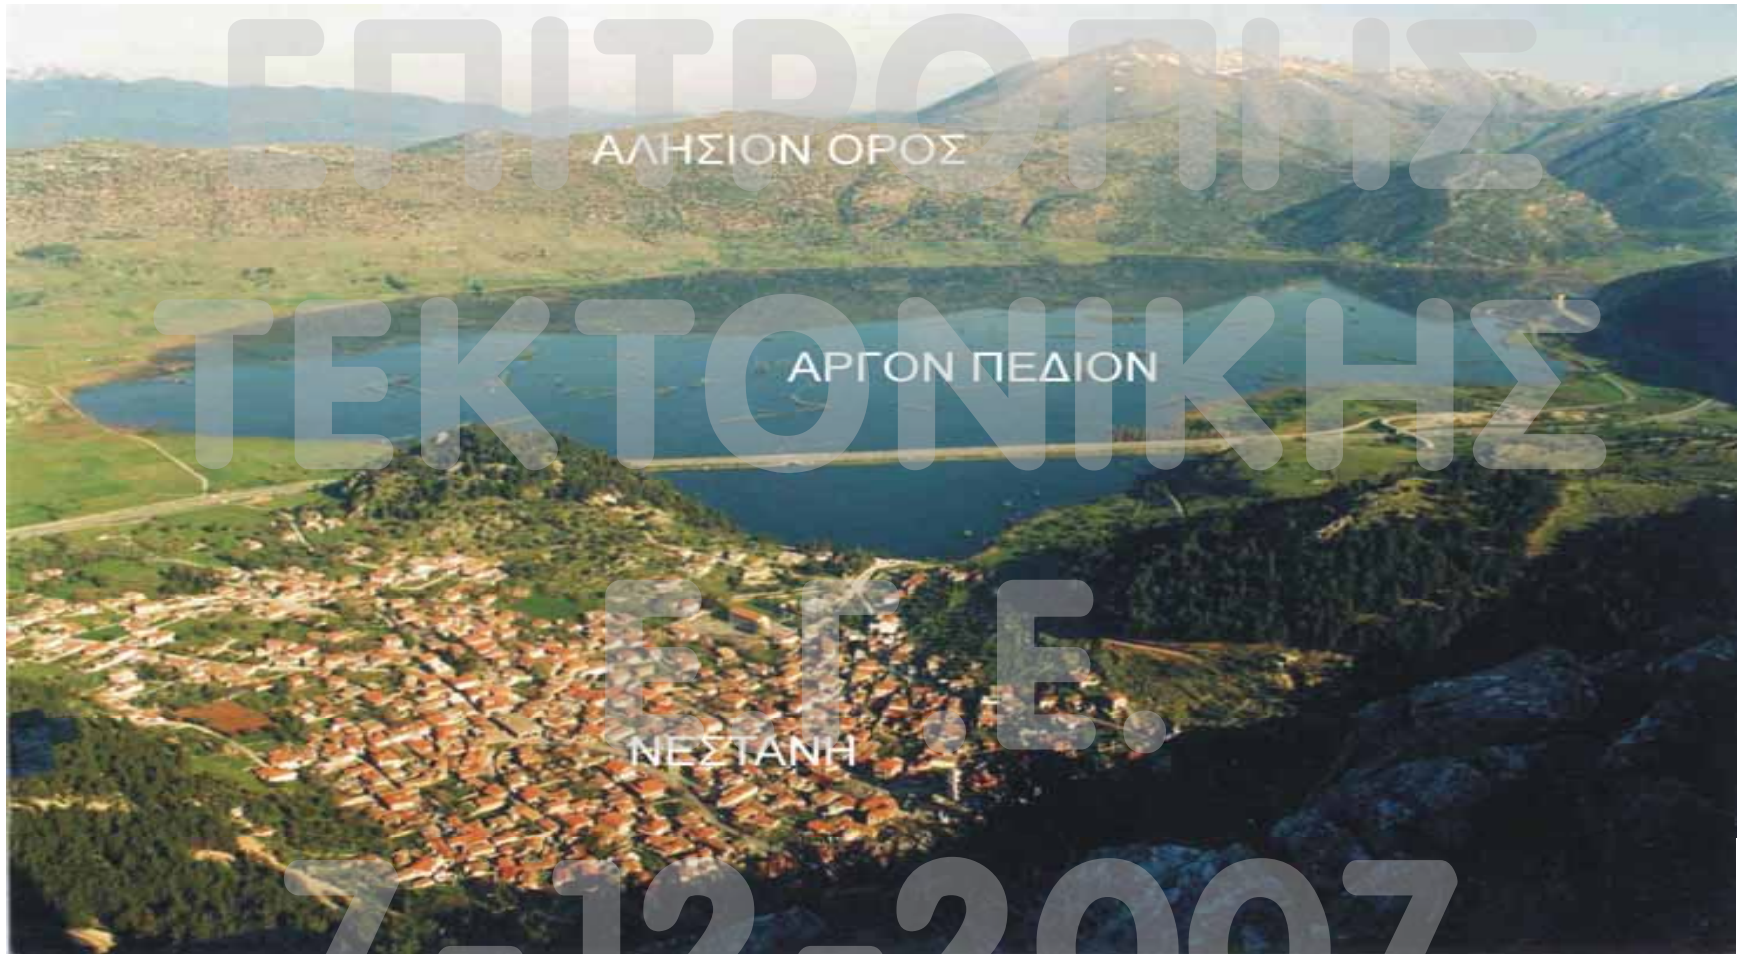 ΕΠΙΤΡΟΠΗΣ
ΑΛΗΣΙΟΝ ΟΡΟΣ
ΤΕΚΤΟΝΙΚΗΣ
ΑΡΓΟΝ ΠΕΔΙΟΝ
Ε.Γ.Ε.
ΝΕΣΤΑΝΗ
7-12-2007